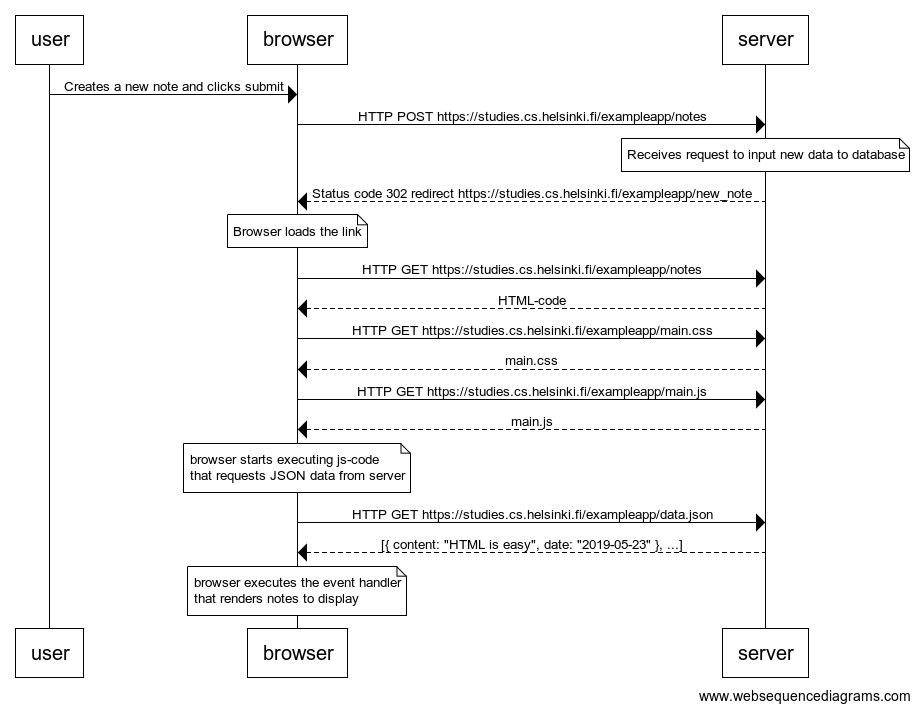 user
browser
server
Creates a new note and clicks submit
HTTP POST https://studies.cs.helsinki.fi/exampleapp/notes
Receives request to input new data to database
Status code 302 redirect https://studies.cs.helsinki.fi/exampleapp/new_note
Browser loads the link
HTTP GET https://studies.cs.helsinki.fi/exampleapp/notes
HTML-code
HTTP GET https://studies.cs.helsinki.fi/exampleapp/main.css
main.css
HTTP GET https://studies.cs.helsinki.fi/exampleapp/main.js
main.js
browser starts executing js-code
that requests JSON data from server
HTTP GET https://studies.cs.helsinki.fi/exampleapp/data.json
[{ content: "HTML is easy", date: "2019-05-23" }, ...]
browser executes the event handler
that renders notes to display
user
browser
server
www.websequencediagrams.com